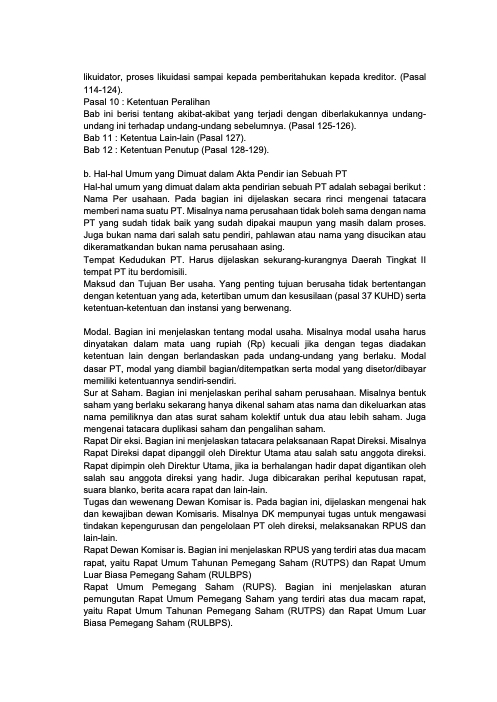 likuidator, proses likuidasi sampai kepada pemberitahukan kepada kreditor. (Pasal
114-124).
Pasal 10 : Ketentuan Peralihan
Bab ini berisi tentang akibat-akibat yang terjadi dengan diberlakukannya undang-
undang ini terhadap undang-undang sebelumnya. (Pasal 125-126).
Bab 11 : Ketentua Lain-lain (Pasal 127).
Bab 12 : Ketentuan Penutup (Pasal 128-129).
b. Hal-hal Umum yang Dimuat dalam Akta Pendir ian Sebuah PT
Hal-hal umum yang dimuat dalam akta pendirian sebuah PT adalah sebagai berikut :
Nama Per usahaan. Pada bagian ini dijelaskan secara rinci mengenai tatacara
memberi nama suatu PT. Misalnya nama perusahaan tidak boleh sama dengan nama
PT yang sudah tidak baik yang sudah dipakai maupun yang masih dalam proses.
Juga bukan nama dari salah satu pendiri, pahlawan atau nama yang disucikan atau
dikeramatkandan bukan nama perusahaan asing.
Tempat Kedudukan PT. Harus dijelaskan sekurang-kurangnya Daerah Tingkat II
tempat PT itu berdomisili.
Maksud dan Tujuan Ber usaha. Yang penting tujuan berusaha tidak bertentangan
dengan ketentuan yang ada, ketertiban umum dan kesusilaan (pasal 37 KUHD) serta
ketentuan-ketentuan dan instansi yang berwenang.
Modal. Bagian ini menjelaskan tentang modal usaha. Misalnya modal usaha harus
dinyatakan dalam mata uang rupiah (Rp) kecuali jika dengan tegas diadakan
ketentuan lain dengan berlandaskan pada undang-undang yang berlaku. Modal
dasar PT, modal yang diambil bagian/ditempatkan serta modal yang disetor/dibayar
memiliki ketentuannya sendiri-sendiri.
Sur at Saham. Bagian ini menjelaskan perihal saham perusahaan. Misalnya bentuk
saham yang berlaku sekarang hanya dikenal saham atas nama dan dikeluarkan atas
nama pemiliknya dan atas surat saham kolektif untuk dua atau lebih saham. Juga
mengenai tatacara duplikasi saham dan pengalihan saham.
Rapat Dir eksi. Bagian ini menjelaskan tatacara pelaksanaan Rapat Direksi. Misalnya
Rapat Direksi dapat dipanggil oleh Direktur Utama atau salah satu anggota direksi.
Rapat dipimpin oleh Direktur Utama, jika ia berhalangan hadir dapat digantikan oleh
salah sau anggota direksi yang hadir. Juga dibicarakan perihal keputusan rapat,
suara blanko, berita acara rapat dan lain-lain.
Tugas dan wewenang Dewan Komisar is. Pada bagian ini, dijelaskan mengenai hak
dan kewajiban dewan Komisaris. Misalnya DK mempunyai tugas untuk mengawasi
tindakan kepengurusan dan pengelolaan PT oleh direksi, melaksanakan RPUS dan
lain-lain.
Rapat Dewan Komisar is. Bagian ini menjelaskan RPUS yang terdiri atas dua macam
rapat, yaitu Rapat Umum Tahunan Pemegang Saham (RUTPS) dan Rapat Umum
Luar Biasa Pemegang Saham (RULBPS)
Rapat Umum Pemegang Saham (RUPS). Bagian ini menjelaskan aturan
pemungutan Rapat Umum Pemegang Saham yang terdiri atas dua macam rapat,
yaitu Rapat Umum Tahunan Pemegang Saham (RUTPS) dan Rapat Umum Luar
Biasa Pemegang Saham (RULBPS).